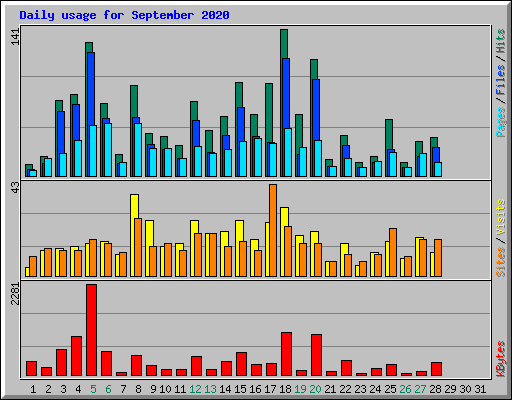 Daily usage for September 2020
141
Pages / Files / Hits
43
Sites / Visits
2281
KBytes
1 2 3 4 5 6 7 8 9 10 11 12 13 14 15 16 17 18 19 20 21 22 23 24 25 26 27 28 29 30 31